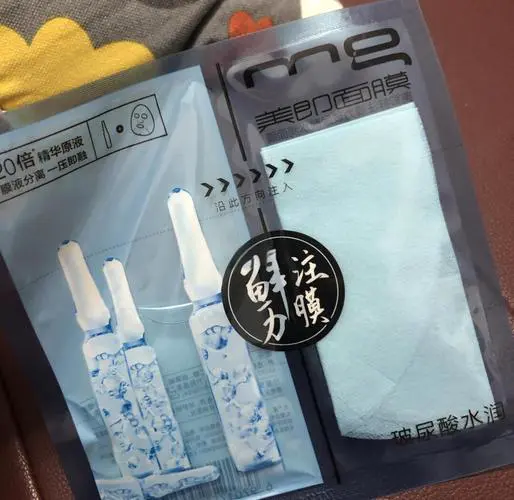 mg
美即面膜
20倍*精华原液
膜液分离 一压即融
沿此方向注入
鲜注
力膜
玻尿酸水润